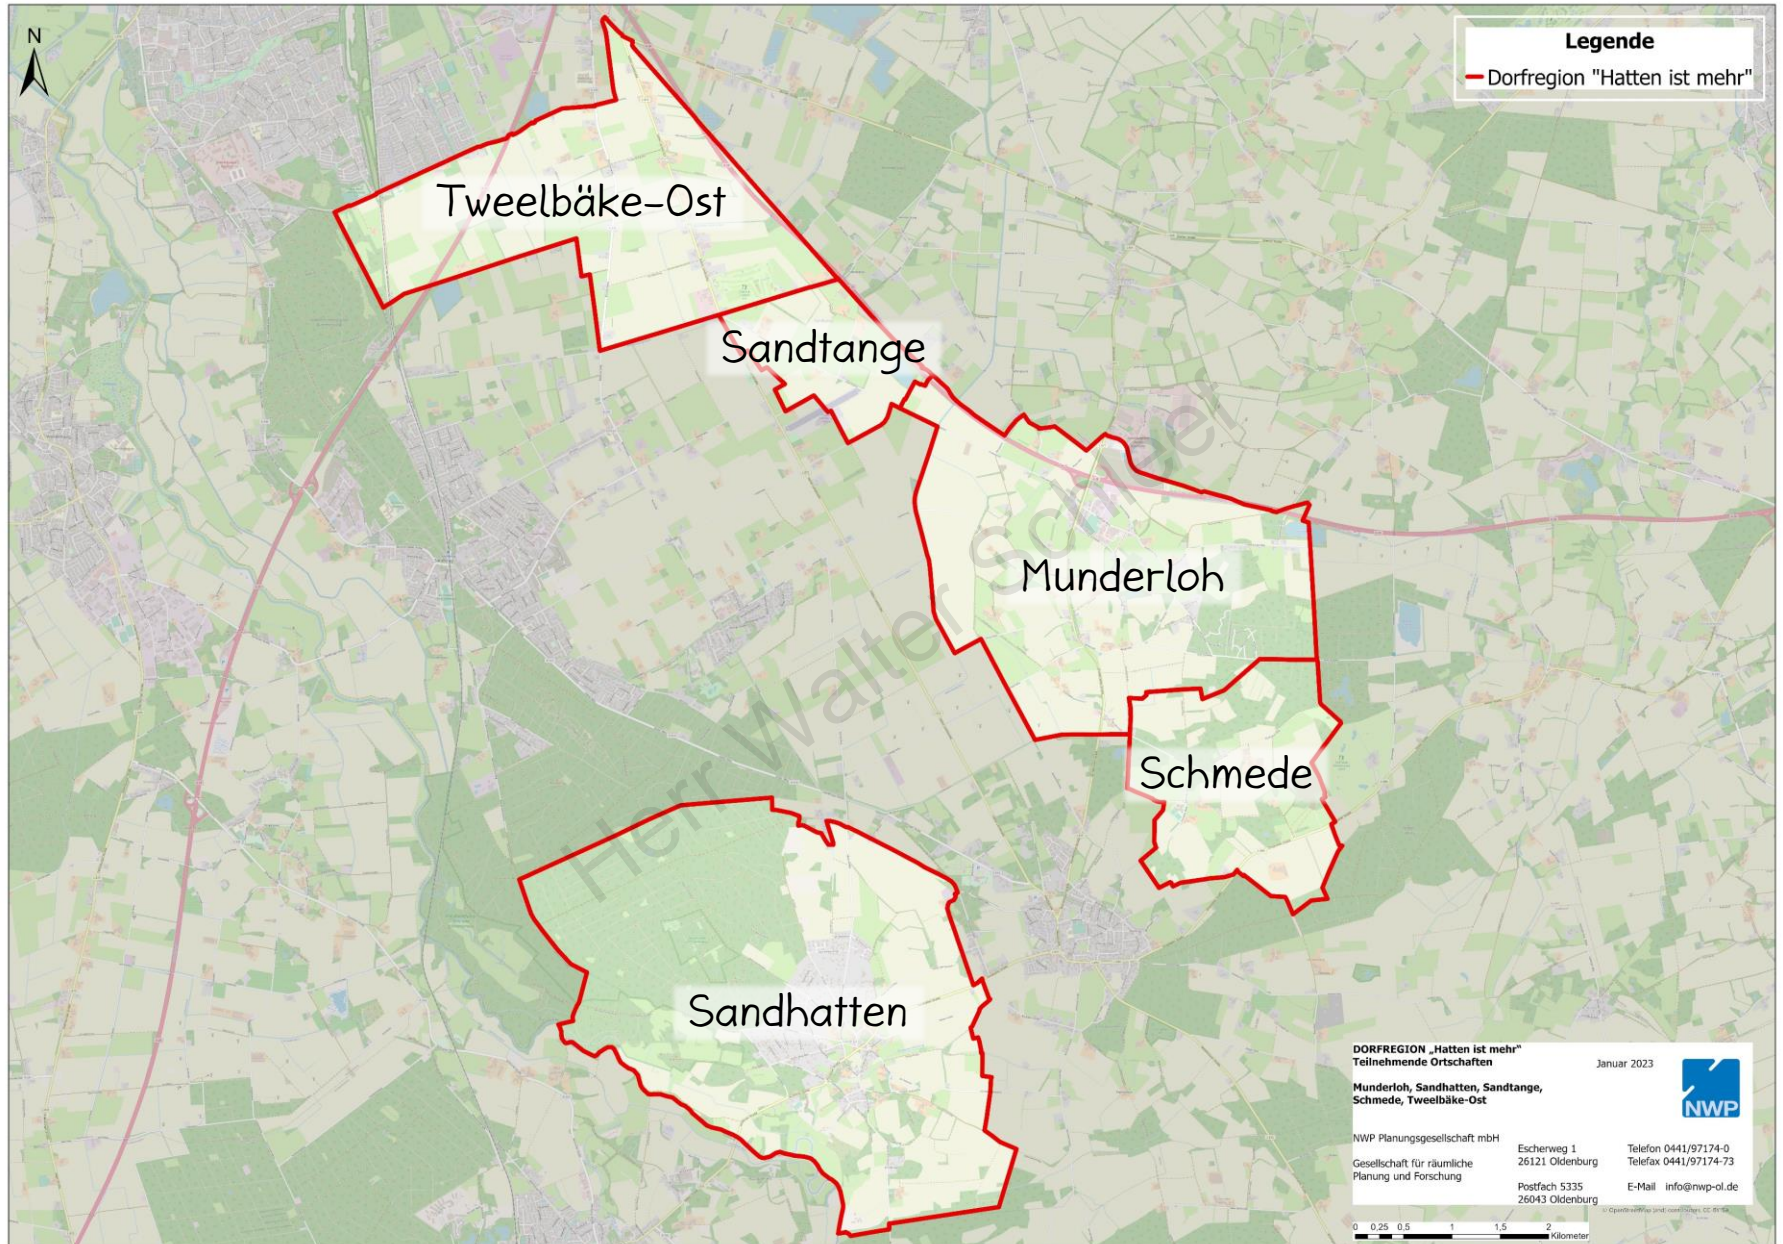 N
Legende
Dorfregion "Hatten ist mehr"
Tweelbäke-Ost
Sandtange
Munderloh
Schmede
Sandhatten
Herr Walter Scheer
DORFREGION „Hatten ist mehr“
Teilnehmende Ortschaften
Januar 2023
Munderloh, Sandhatten, Sandtange,
Schmede, Tweelbäke-Ost
NWP
NWP Planungsgesellschaft mbH
Gesellschaft für räumliche
Planung und Forschung
Escherweg 1
26121 Oldenburg
Postfach 5335
26043 Oldenburg
Telefon 0441/97174-0
Telefax 0441/97174-73
E-Mail info@nwp-ol.de
0 0,25 0,5 1 1,5 2
Kilometer